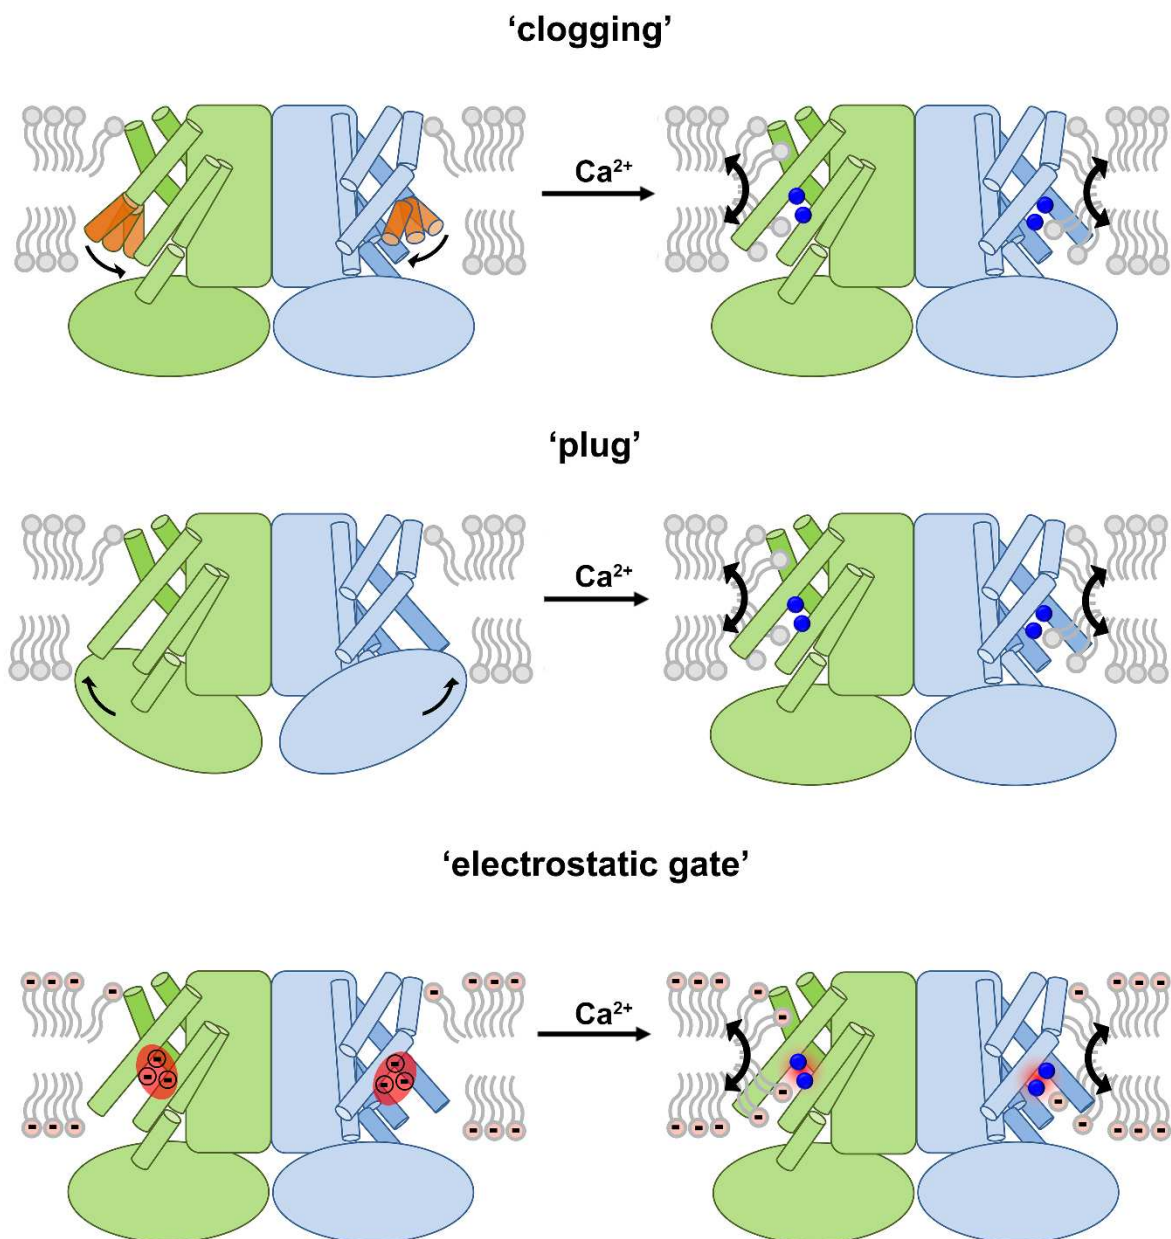 ‘clogging’
Ca²⁺
‘plug’
Ca²⁺
‘electrostatic gate’
Ca²⁺